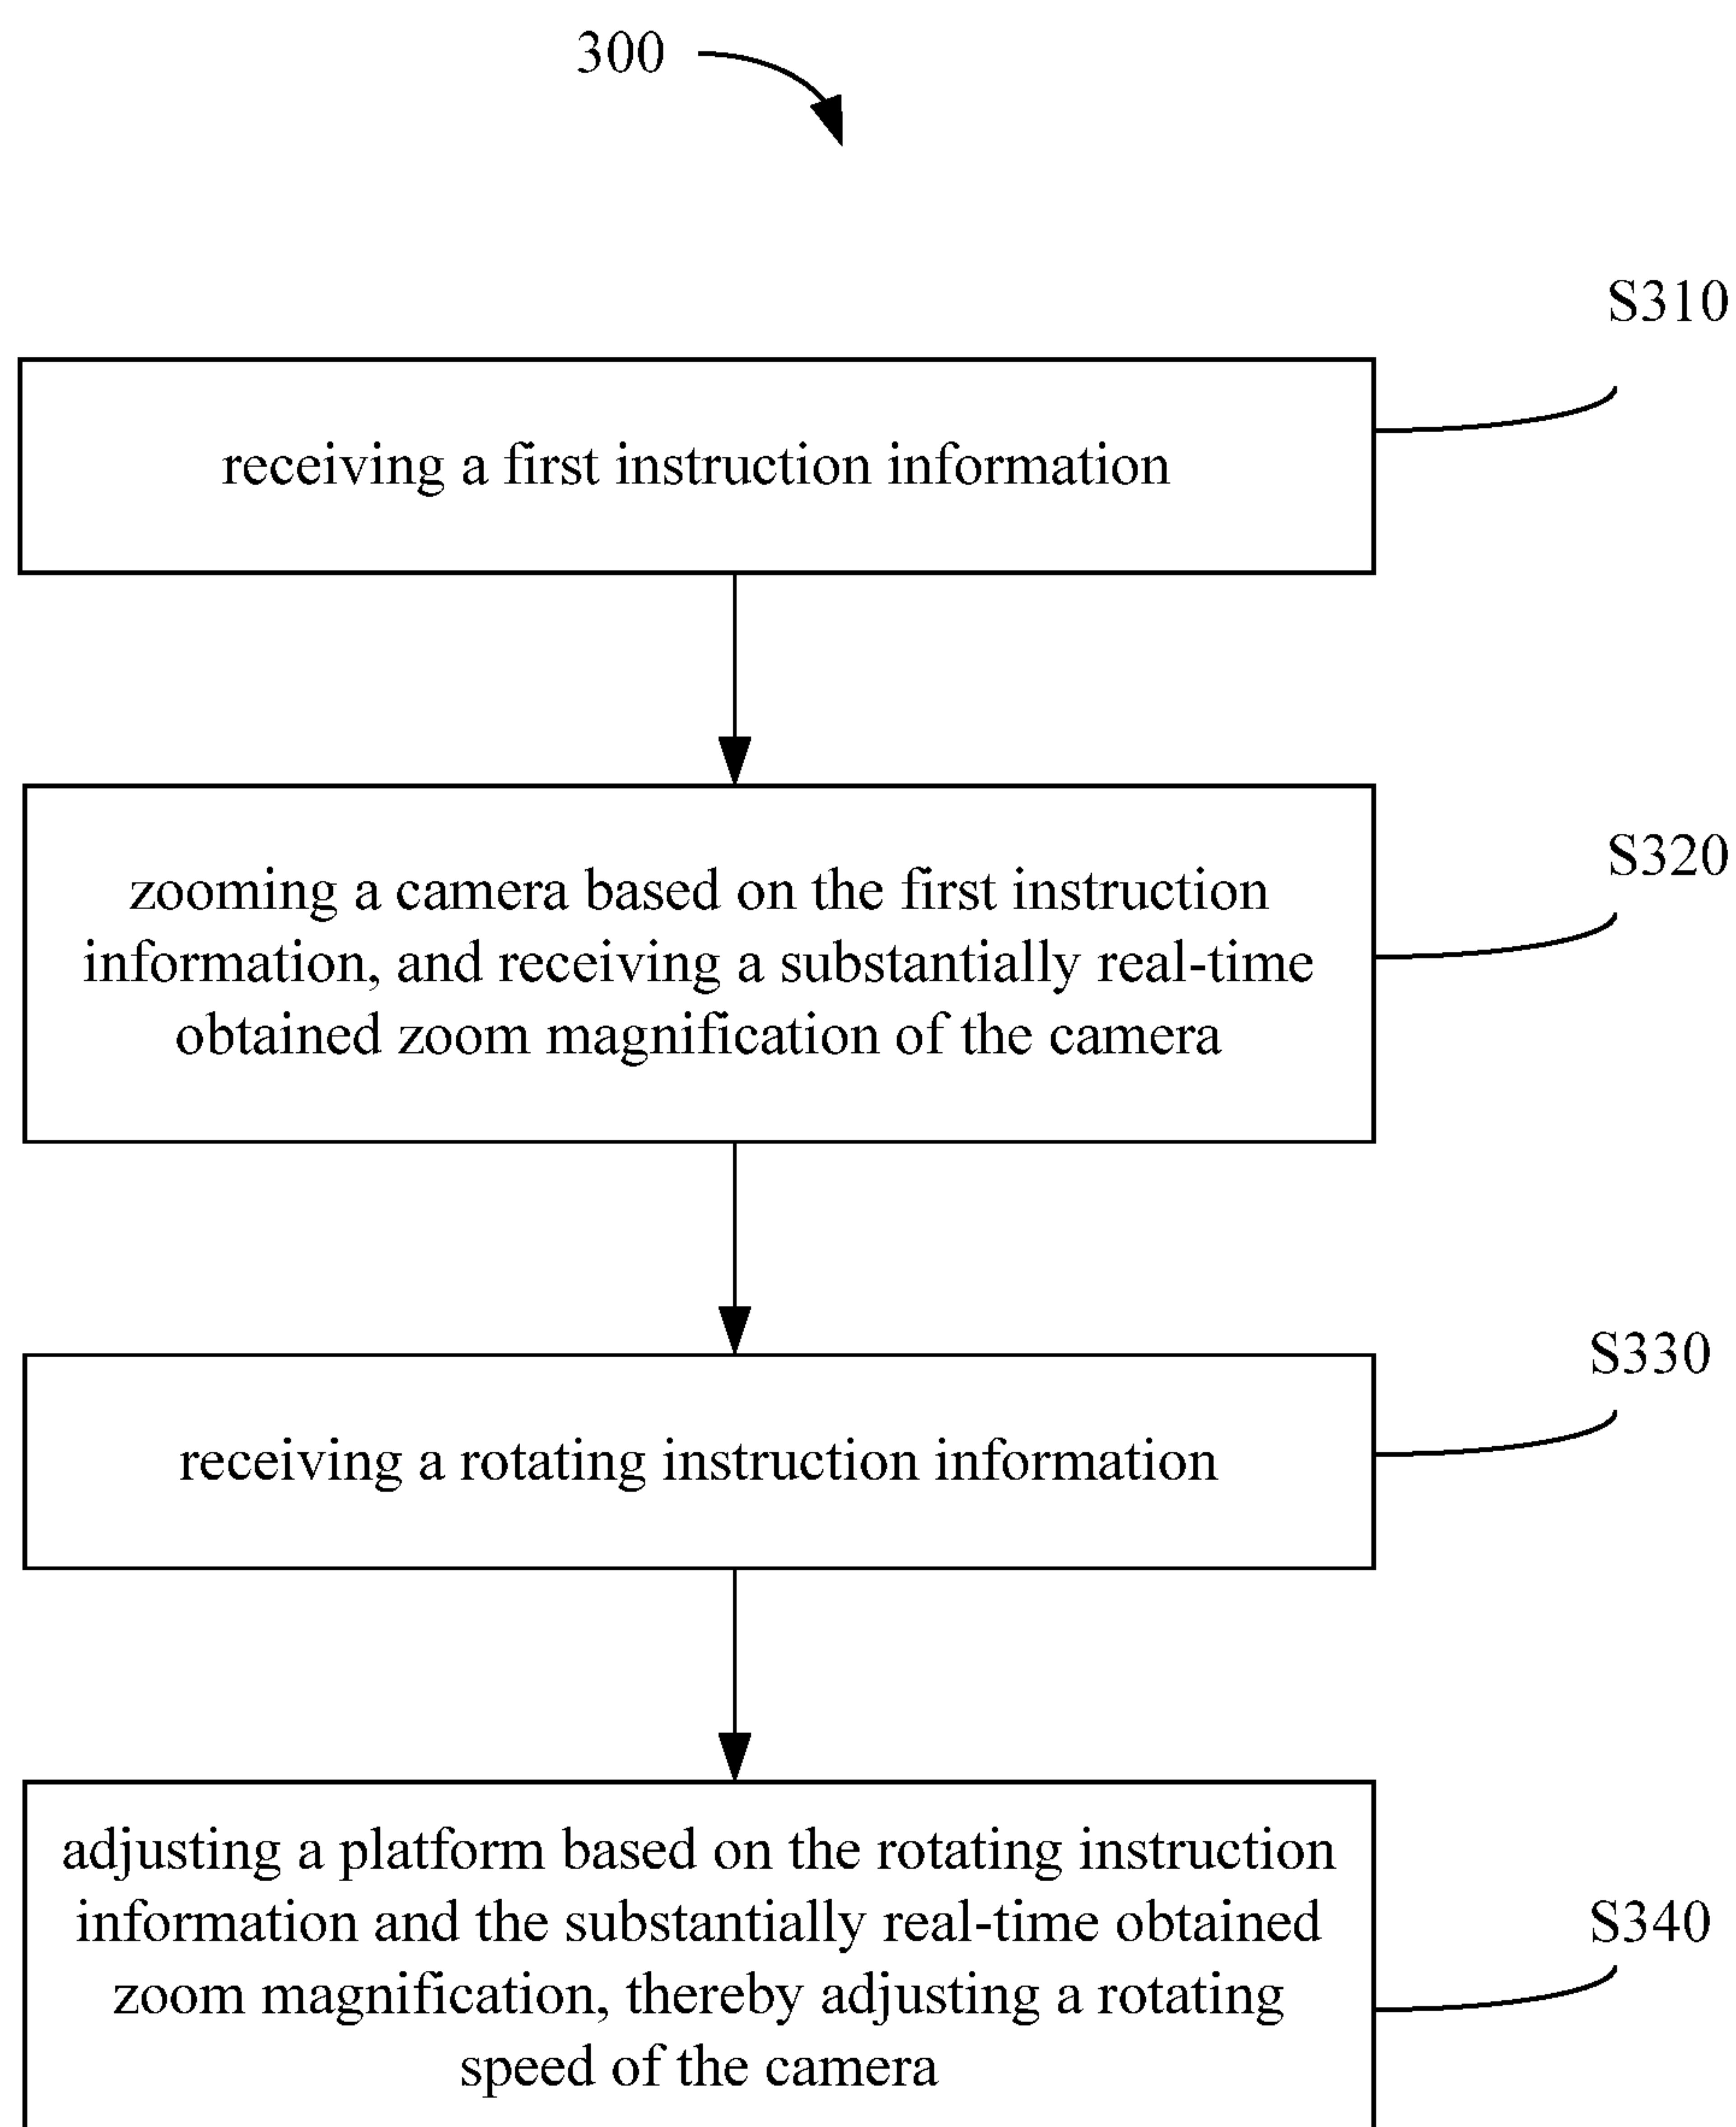 300
S310
receiving a first instruction information
S320
zooming a camera based on the first instruction
information, and receiving a substantially real-time
obtained zoom magnification of the camera
S330
receiving a rotating instruction information
S340
adjusting a platform based on the rotating instruction
information and the substantially real-time obtained
zoom magnification, thereby adjusting a rotating
speed of the camera